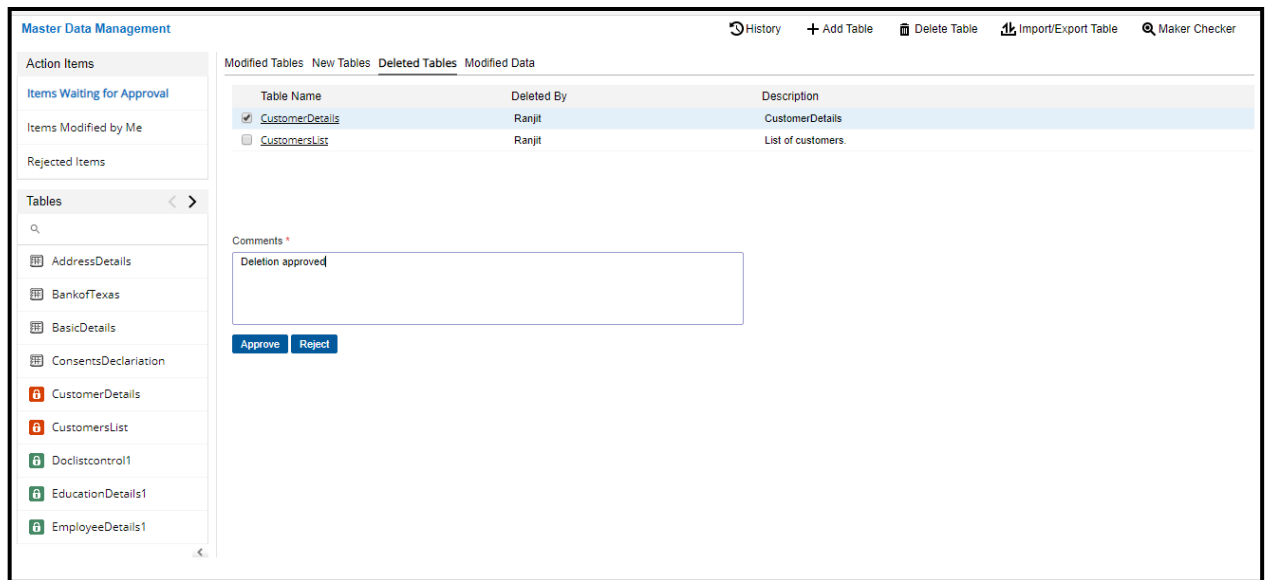 Master Data Management
History Add Table Delete Table Import/Export Table Maker Checker
Action Items
Items Waiting for Approval
Items Modified by Me
Rejected Items
Tables
AddressDetails
BankofTexas
BasicDetails
ConsentsDeclariation
CustomerDetails
CustomersList
Doclistcontrol1
EducationDetails1
EmployeeDetails1
Modified Tables New Tables Deleted Tables Modified Data
Table Name Deleted By Description
CustomerDetails Ranjit CustomerDetails
CustomersList Ranjit List of customers.
Comments *
Deletion approved
Approve Reject